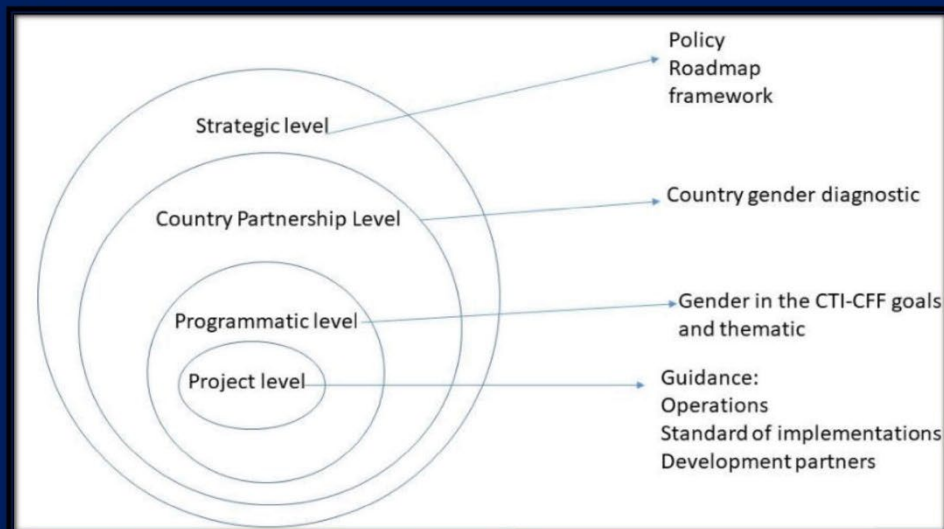 Policy
Roadmap
framework
Strategic level
Country Partnership Level
Country gender diagnostic
Programmatic level
Gender in the CTI-CFF goals
and thematic
Project level
Guidance:
Operations
Standard of implementations
Development partners